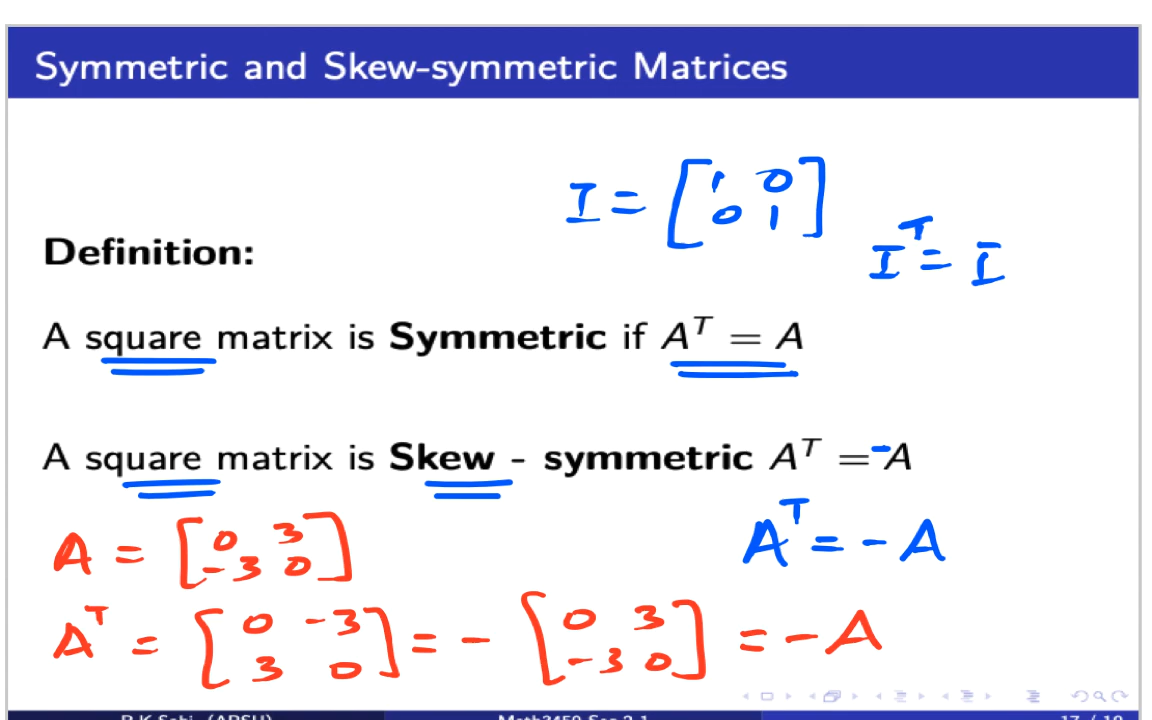 Symmetric and Skew-symmetric Matrices
I = [1 0
0 1]
I^T = I
Definition:
A square matrix is Symmetric if A^T = A
A square matrix is Skew - symmetric A^T = -A
A^T = -A
A = [0 3
-3 0]
A^T = [0 -3
3 0] = - [0 3
-3 0] = -A